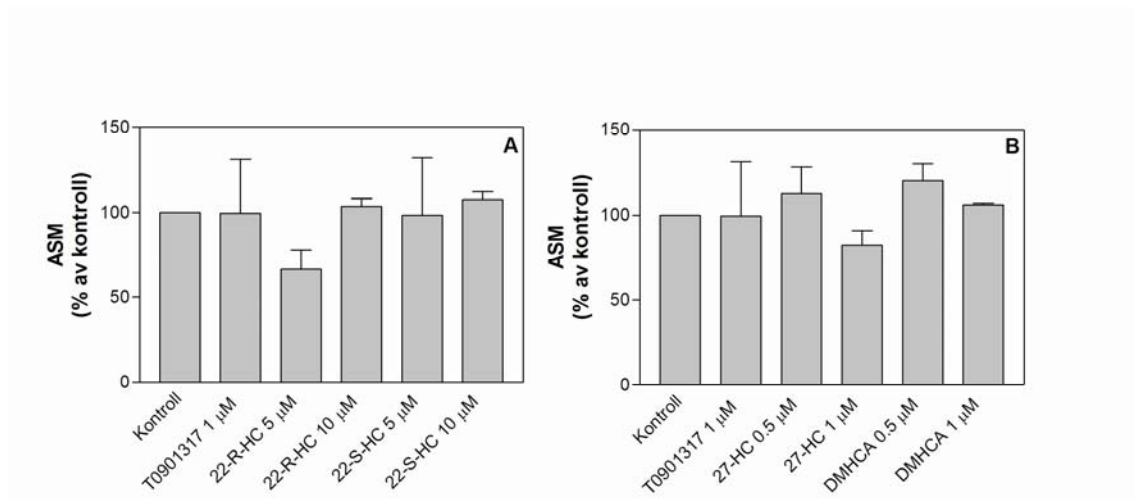 A
150
100
50
0
ASM
(% av kontroll)
Kontroll
T0901317 1 μM
22-R-HC 5 μM
22-R-HC 10 μM
22-S-HC 5 μM
22-S-HC 10 μM
B
150
100
50
0
ASM
(% av kontroll)
Kontroll
T0901317 1 μM
27-HC 0.5 μM
27-HC 1 μM
DMHCA 0.5 μM
DMHCA 1 μM